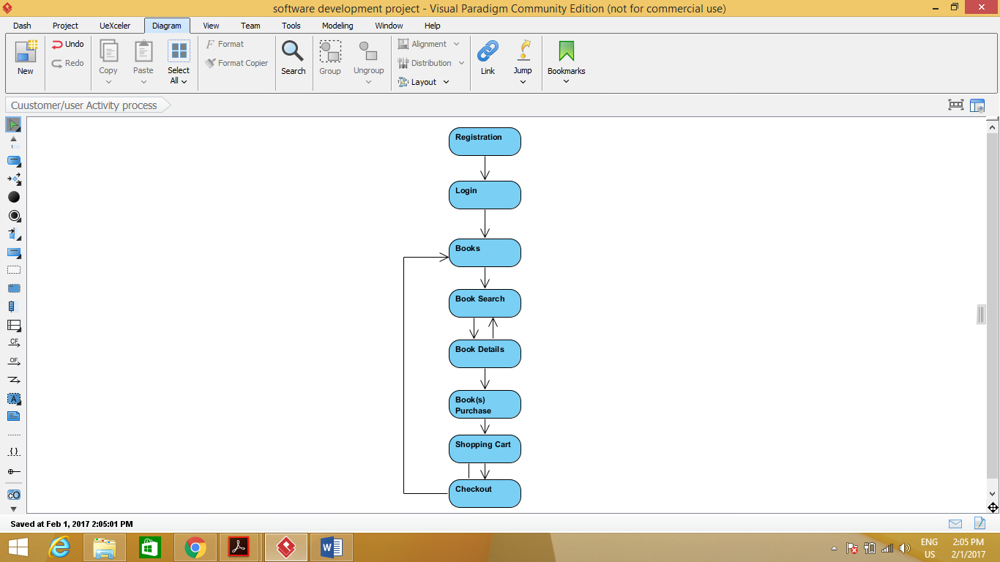 software development project - Visual Paradigm Community Edition (not for commercial use)
Dash Project UeXceler Diagram View Team Tools Modeling Window Help
New
Undo
Redo
Copy
Paste
Select
All
Format
Format Copier
Search
Group
Ungroup
Alignment
Distribution
Layout
Link
Jump
Bookmarks
Cuustomer/user Activity process
CF
OF
A
{ }
cO
Registration
Login
Books
Book Search
Book Details
Book(s)
Purchase
Shopping Cart
Checkout
Saved at Feb 1, 2017 2:05:01 PM
ENG
US
2:05 PM
2/1/2017